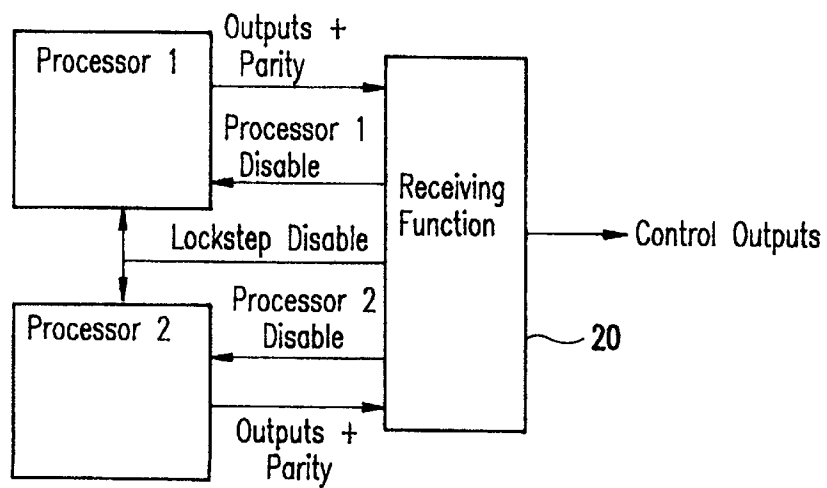 Processor 1
Outputs +
Parity
Processor 1
Disable
Lockstep Disable
Receiving
Function
Control Outputs
Processor 2
Processor 2
Disable
20
Outputs +
Parity